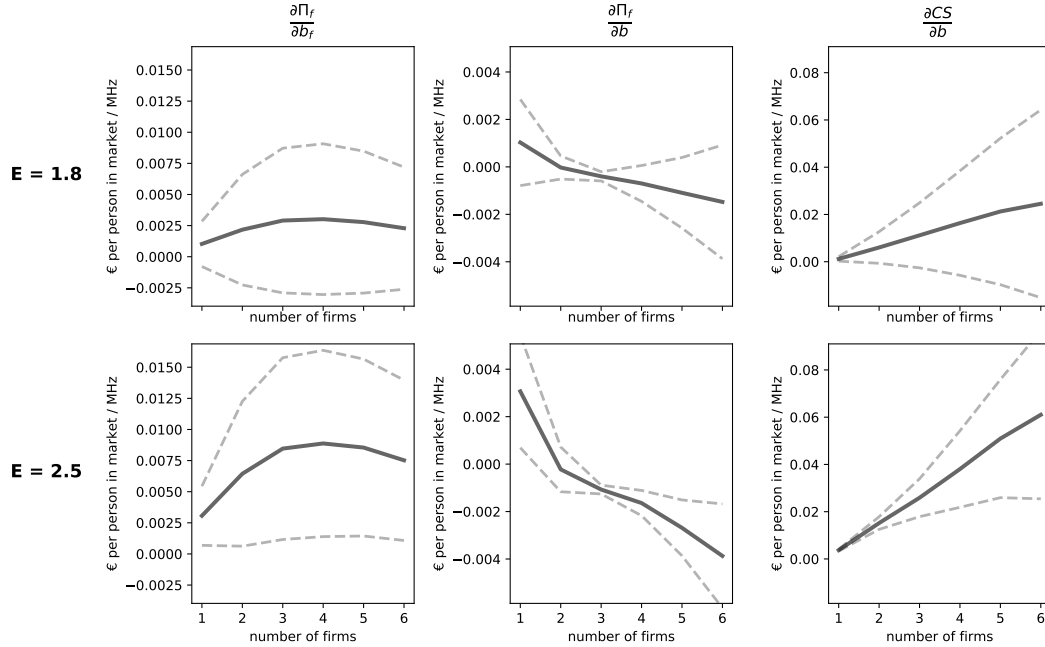 ∂Π_f/∂b_f
∂Π_f/∂b
∂CS/∂b
E = 1.8
€ per person in market / MHz
0.0150
0.0125
0.0100
0.0075
0.0050
0.0025
0.0000
−0.0025
number of firms
€ per person in market / MHz
0.004
0.002
0.000
−0.002
−0.004
number of firms
€ per person in market / MHz
0.08
0.06
0.04
0.02
0.00
number of firms
E = 2.5
€ per person in market / MHz
0.0150
0.0125
0.0100
0.0075
0.0050
0.0025
0.0000
−0.0025
1 2 3 4 5 6
number of firms
€ per person in market / MHz
0.004
0.002
0.000
−0.002
−0.004
1 2 3 4 5 6
number of firms
€ per person in market / MHz
0.08
0.06
0.04
0.02
0.00
1 2 3 4 5 6
number of firms